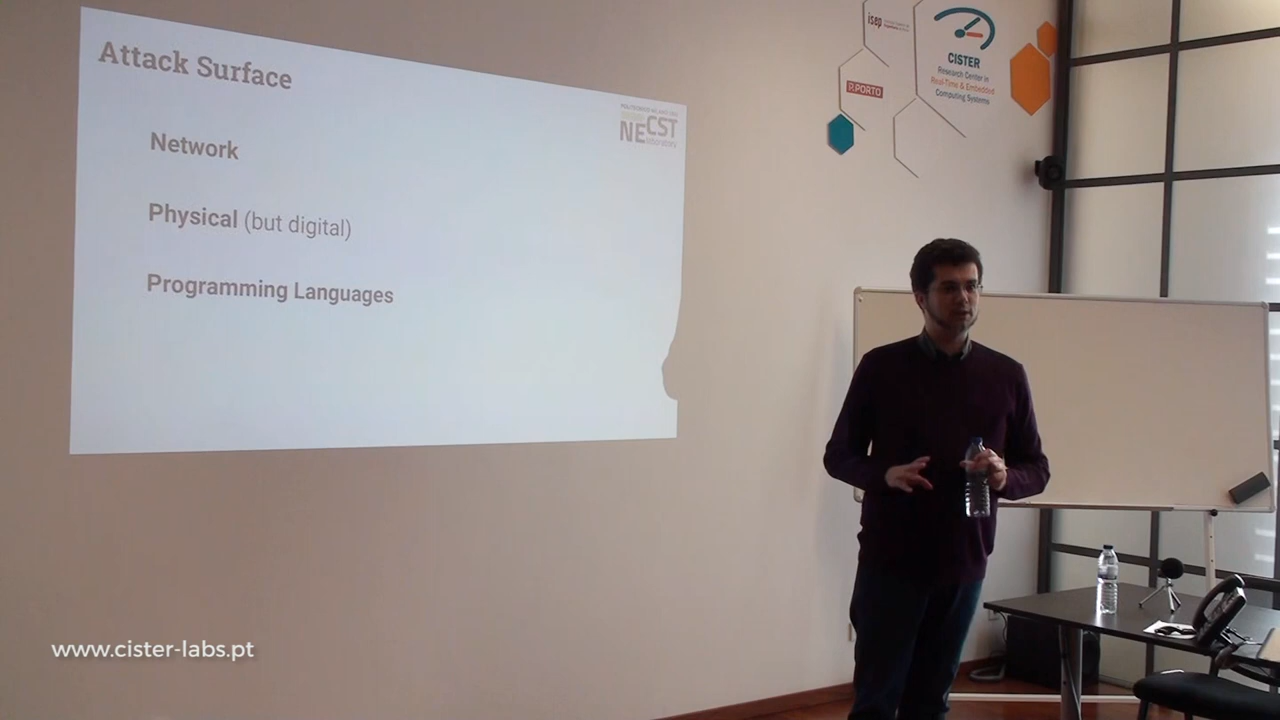 Attack Surface
NECST
laboratory
Network
Physical (but digital)
Programming Languages
isep
P.PORTO
CISTER
Research Center in
Real-Time & Embedded
Computing Systems
www.cister-labs.pt